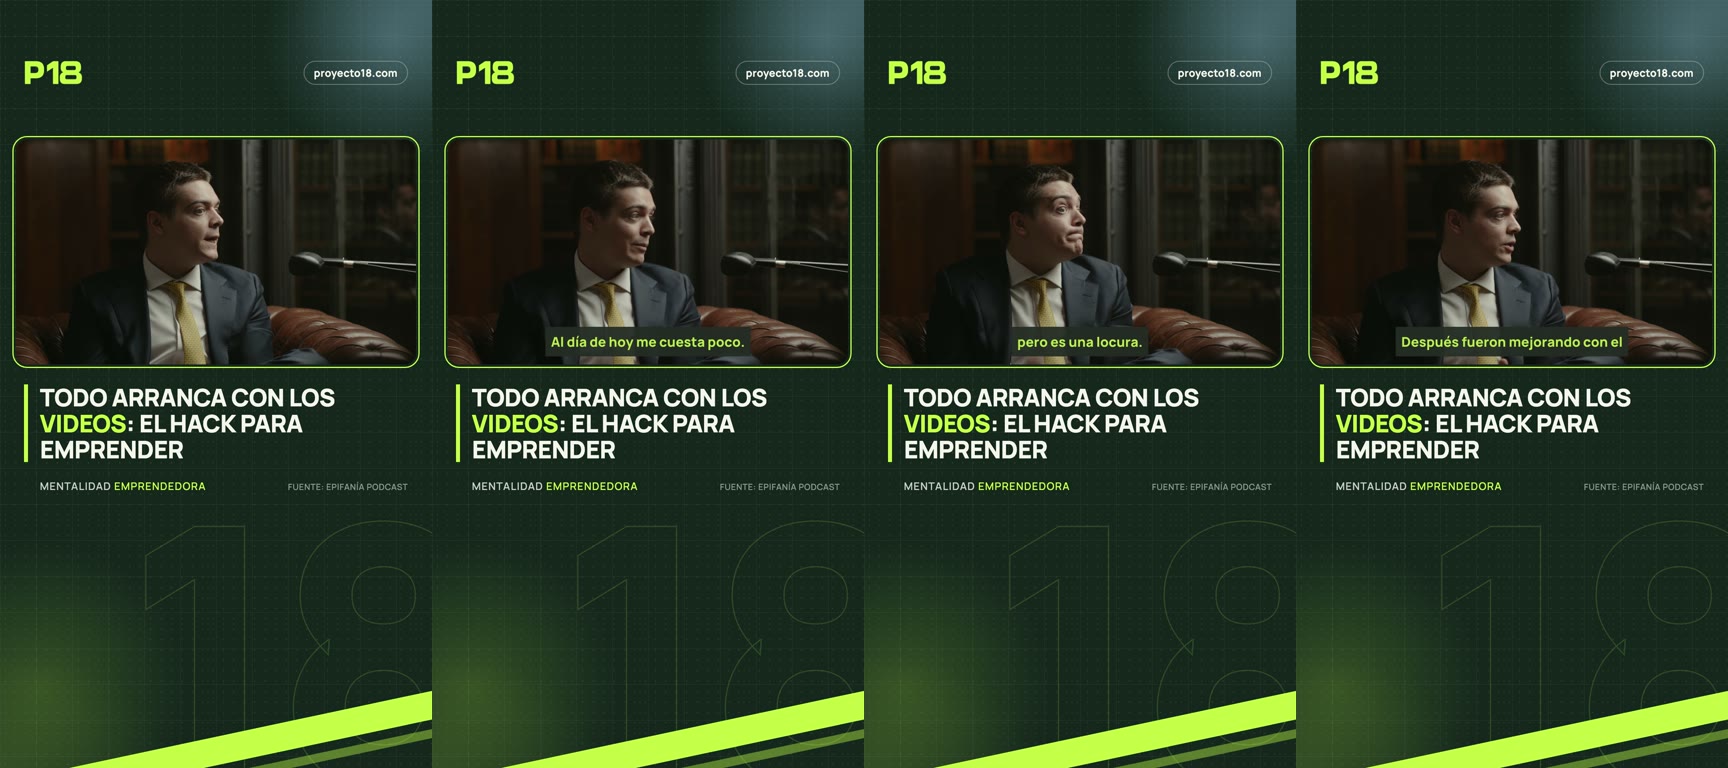 P18
proyecto18.com
TODO ARRANCA CON LOS
VIDEOS: EL HACK PARA
EMPRENDER
MENTALIDAD EMPRENDEDORA
FUENTE: EPIFANÍA PODCAST
18
P18
proyecto18.com
Al día de hoy me cuesta poco.
TODO ARRANCA CON LOS
VIDEOS: EL HACK PARA
EMPRENDER
MENTALIDAD EMPRENDEDORA
FUENTE: EPIFANÍA PODCAST
18
P18
proyecto18.com
pero es una locura.
TODO ARRANCA CON LOS
VIDEOS: EL HACK PARA
EMPRENDER
MENTALIDAD EMPRENDEDORA
FUENTE: EPIFANÍA PODCAST
18
P18
proyecto18.com
Después fueron mejorando con el
TODO ARRANCA CON LOS
VIDEOS: EL HACK PARA
EMPRENDER
MENTALIDAD EMPRENDEDORA
FUENTE: EPIFANÍA PODCAST
18